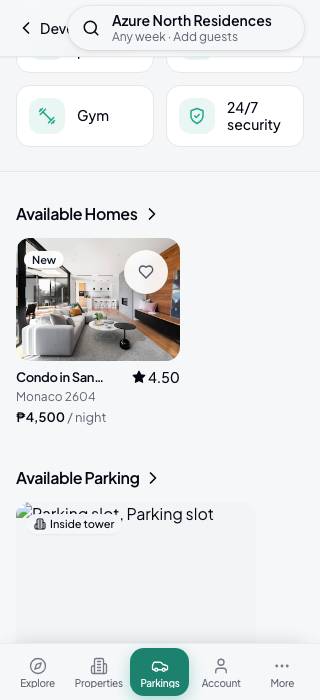 Azure North Residences
Any week · Add guests
Gym
24/7
security
Available Homes
New
Condo in San...
4.50
Monaco 2604
₱4,500 / night
Available Parking
Parking slot, Parking slot
Inside tower
Explore
Properties
Parkings
Account
More